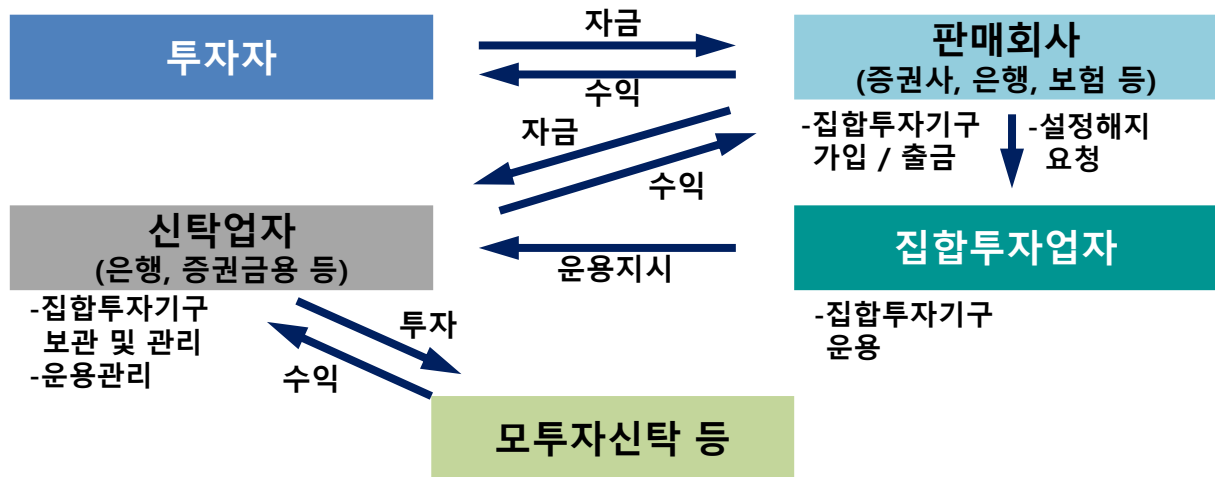 투자자
자금
수익
판매회사
(증권사, 은행, 보험 등)
-집합투자기구
가입 / 출금
-설정해지
요청
자금
수익
신탁업자
(은행, 증권금융 등)
운용지시
집합투자업자
-집합투자기구
보관 및 관리
-운용관리
투자
수익
-집합투자기구
운용
모투자신탁 등